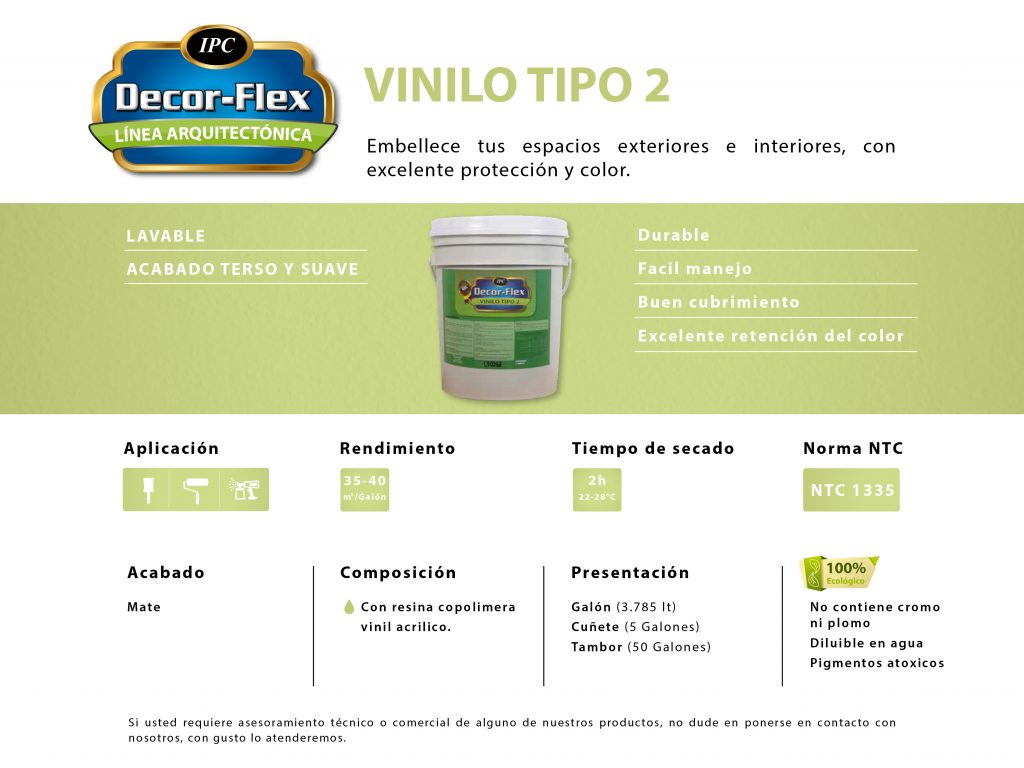 IPC
Decor-Flex
LÍNEA ARQUITECTÓNICA
VINILO TIPO 2
Embellece tus espacios exteriores e interiores, con
excelente protección y color.
LAVABLE
ACABADO TERSO Y SUAVE
IPC
Decor-Flex
VINILO TIPO 2
Durable
Facil manejo
Buen cubrimiento
Excelente retención del color
Aplicación
Rendimiento
35-40
m²/Galón
Tiempo de secado
2h
22-28°C
Norma NTC
NTC 1335
Acabado
Mate
Composición
Con resina copolimera
vinil acrilico.
Presentación
Galón (3.785 lt)
Cuñete (5 Galones)
Tambor (50 Galones)
100%
Ecológico
No contiene cromo
ni plomo
Diluible en agua
Pigmentos atoxicos
Si usted requiere asesoramiento técnico o comercial de alguno de nuestros productos, no dude en ponerse en contacto con
nosotros, con gusto lo atenderemos.